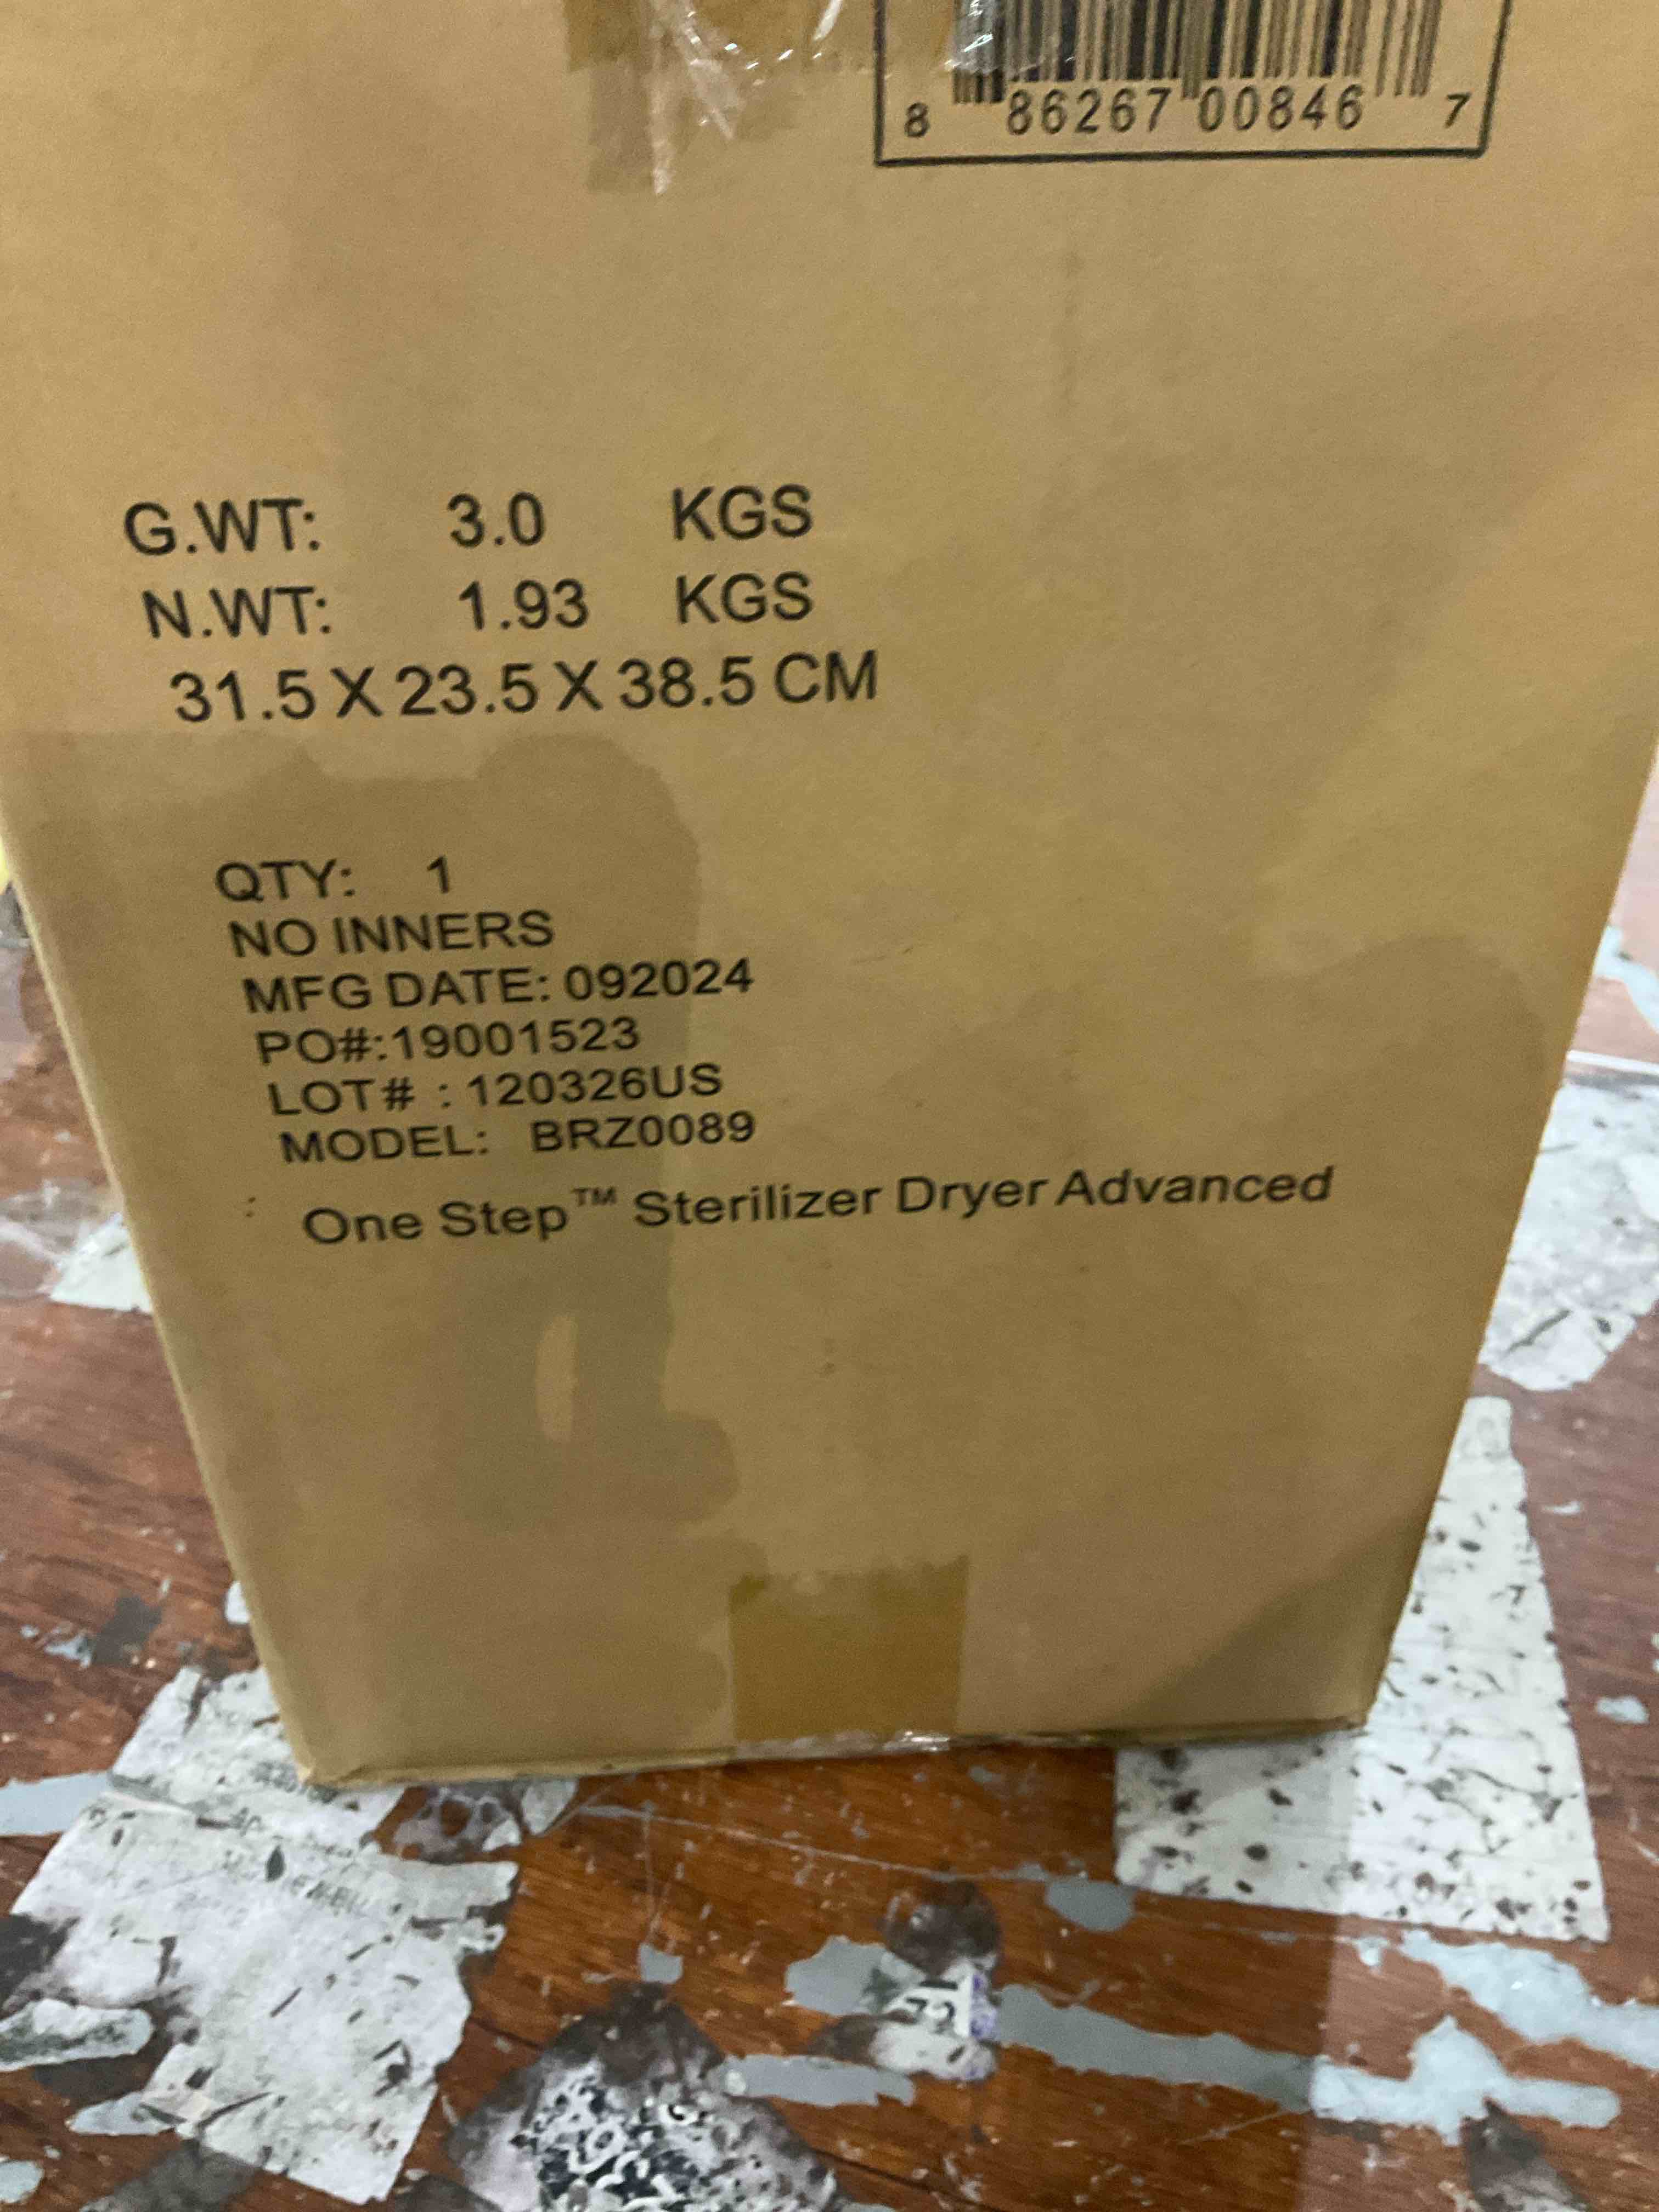 8 86267 00846 7
G.WT: 3.0 KGS
N.WT: 1.93 KGS
31.5 X 23.5 X 38.5 CM
QTY: 1
NO INNERS
MFG DATE: 092024
PO#:19001523
LOT# : 120326US
MODEL: BRZ0089
One Step™ Sterilizer Dryer Advanced